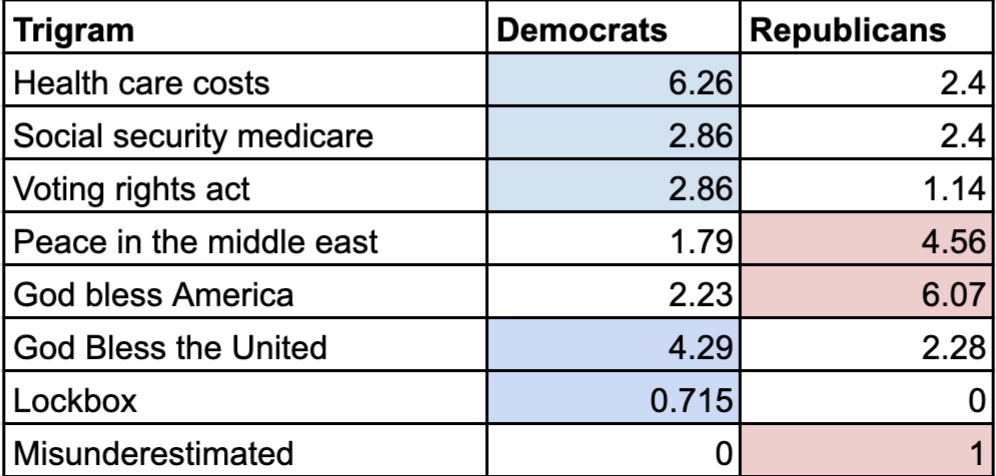 Trigram Democrats Republicans
Health care costs 6.26 2.4
Social security medicare 2.86 2.4
Voting rights act 2.86 1.14
Peace in the middle east 1.79 4.56
God bless America 2.23 6.07
God Bless the United 4.29 2.28
Lockbox 0.715 0
Misunderestimated 0 1